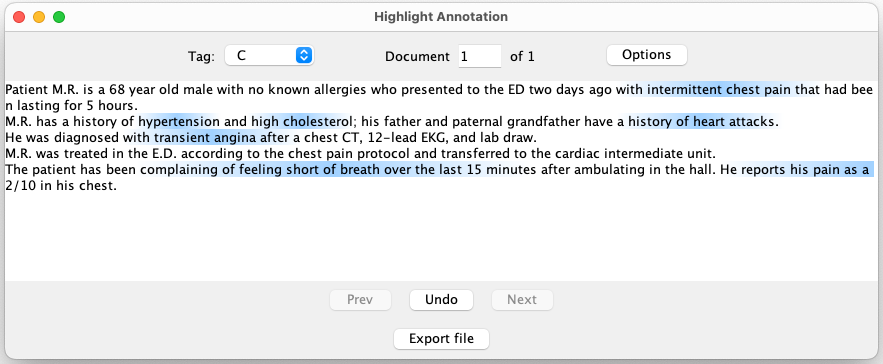 Highlight Annotation
Tag: C Document 1 of 1 Options
Patient M.R. is a 68 year old male with no known allergies who presented to the ED two days ago with intermittent chest pain that had bee
n lasting for 5 hours.
M.R. has a history of hypertension and high cholesterol; his father and paternal grandfather have a history of heart attacks.
He was diagnosed with transient angina after a chest CT, 12-lead EKG, and lab draw.
M.R. was treated in the E.D. according to the chest pain protocol and transferred to the cardiac intermediate unit.
The patient has been complaining of feeling short of breath over the last 15 minutes after ambulating in the hall. He reports his pain as a
2/10 in his chest.
Prev Undo Next
Export file